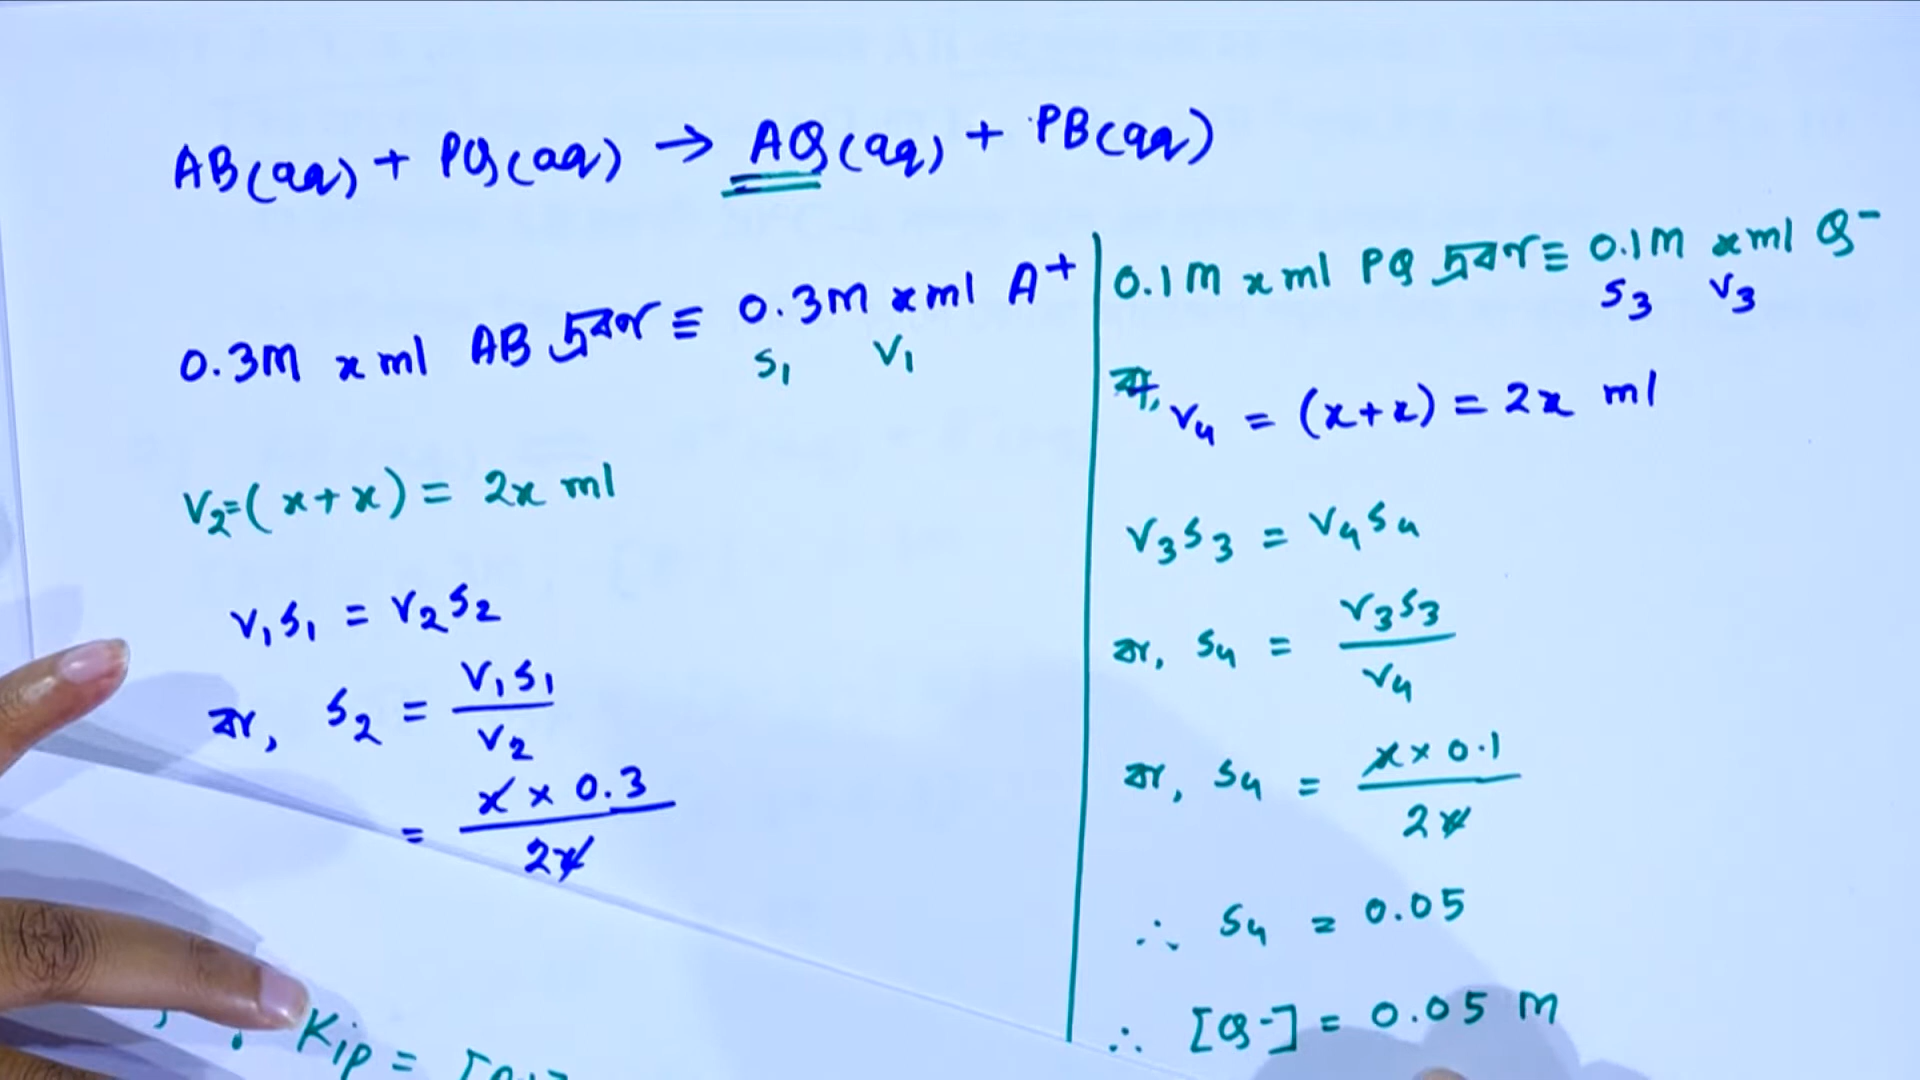 AB(aq) + PQ(aq) → AQ(aq) + PB(aq)
0.3M x ml AB দ্রবণ ≡ 0.3M x ml A+
S1 V1
V2=(x+x) = 2x ml
V1S1 = V2S2
বা, S2 = V1S1 / V2
= x × 0.3 / 2x
Kip =
0.1M x ml PQ দ্রবণ ≡ 0.1M x ml Q-
S3 V3
V4 = (x+x) = 2x ml
V3S3 = V4S4
বা, S4 = V3S3 / V4
বা, S4 = x × 0.1 / 2x
∴ S4 = 0.05
∴ [Q-] = 0.05 M